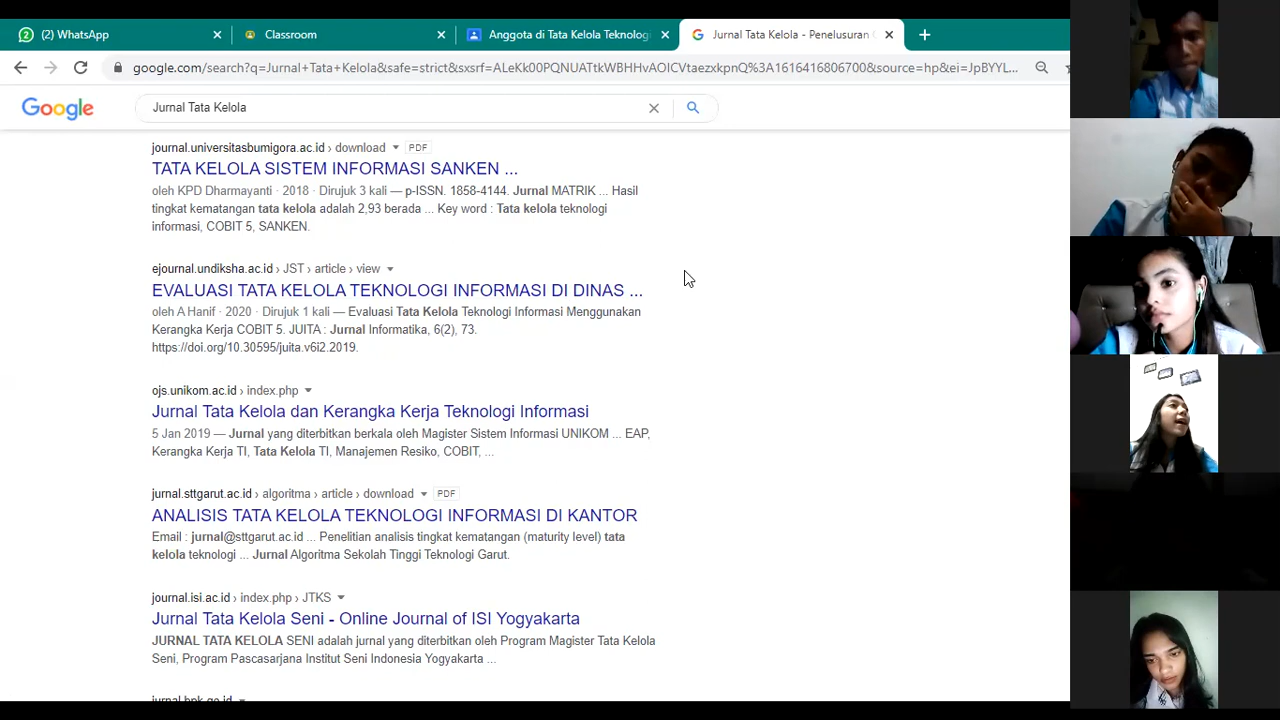 (2) WhatsApp
Classroom
Anggota di Tata Kelola Teknologi
Jurnal Tata Kelola - Penelusuran
google.com/search?q=Jurnal+Tata+Kelola&safe=strict&sxsrf=ALeKk00PQNUATtkWBHHvAOICVtaezxkpnQ%3A1616416806700&source=hp&ei=JpBYYL...
Google
Jurnal Tata Kelola
journal.universitasbumigora.ac.id › download PDF
TATA KELOLA SISTEM INFORMASI SANKEN ...
oleh KPD Dharmayanti · 2018 · Dirujuk 3 kali — p-ISSN. 1858-4144. Jurnal MATRIK ... Hasil
tingkat kematangan tata kelola adalah 2,93 berada ... Key word : Tata kelola teknologi
informasi, COBIT 5, SANKEN.
ejournal.undiksha.ac.id › JST › article › view
EVALUASI TATA KELOLA TEKNOLOGI INFORMASI DI DINAS ...
oleh A Hanif · 2020 · Dirujuk 1 kali — Evaluasi Tata Kelola Teknologi Informasi Menggunakan
Kerangka Kerja COBIT 5. JUITA : Jurnal Informatika, 6(2), 73.
https://doi.org/10.30595/juita.v6i2.2019.
ojs.unikom.ac.id › index.php
Jurnal Tata Kelola dan Kerangka Kerja Teknologi Informasi
5 Jan 2019 — Jurnal yang diterbitkan berkala oleh Magister Sistem Informasi UNIKOM ... EAP,
Kerangka Kerja TI, Tata Kelola TI, Manajemen Resiko, COBIT, ...
jurnal.sttgarut.ac.id › algoritma › article › download PDF
ANALISIS TATA KELOLA TEKNOLOGI INFORMASI DI KANTOR
Email : jurnal@sttgarut.ac.id ... Penelitian analisis tingkat kematangan (maturity level) tata
kelola teknologi ... Jurnal Algoritma Sekolah Tinggi Teknologi Garut.
journal.isi.ac.id › index.php › JTKS
Jurnal Tata Kelola Seni - Online Journal of ISI Yogyakarta
JURNAL TATA KELOLA SENI adalah jurnal yang diterbitkan oleh Program Magister Tata Kelola
Seni, Program Pascasarjana Institut Seni Indonesia Yogyakarta ...
jurnal.bpk.go.id